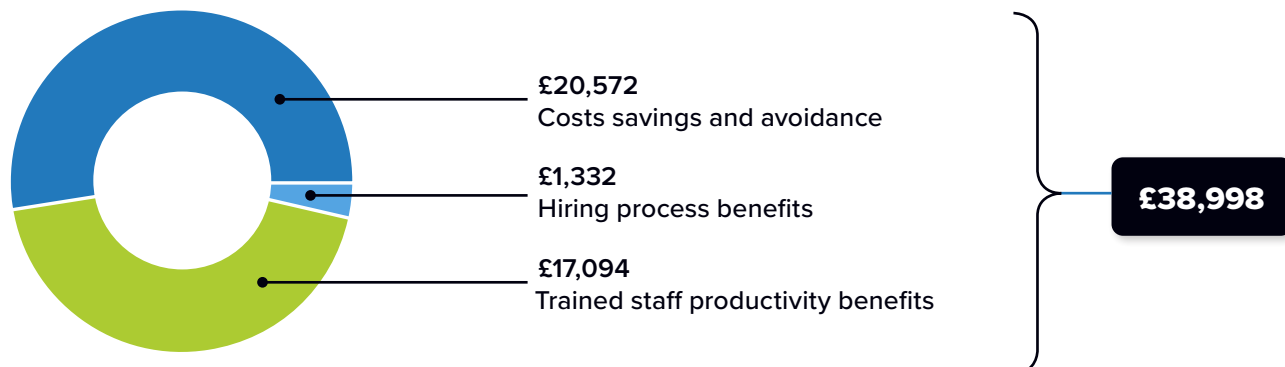 £20,572
Costs savings and avoidance
£1,332
Hiring process benefits
£17,094
Trained staff productivity benefits
£38,998